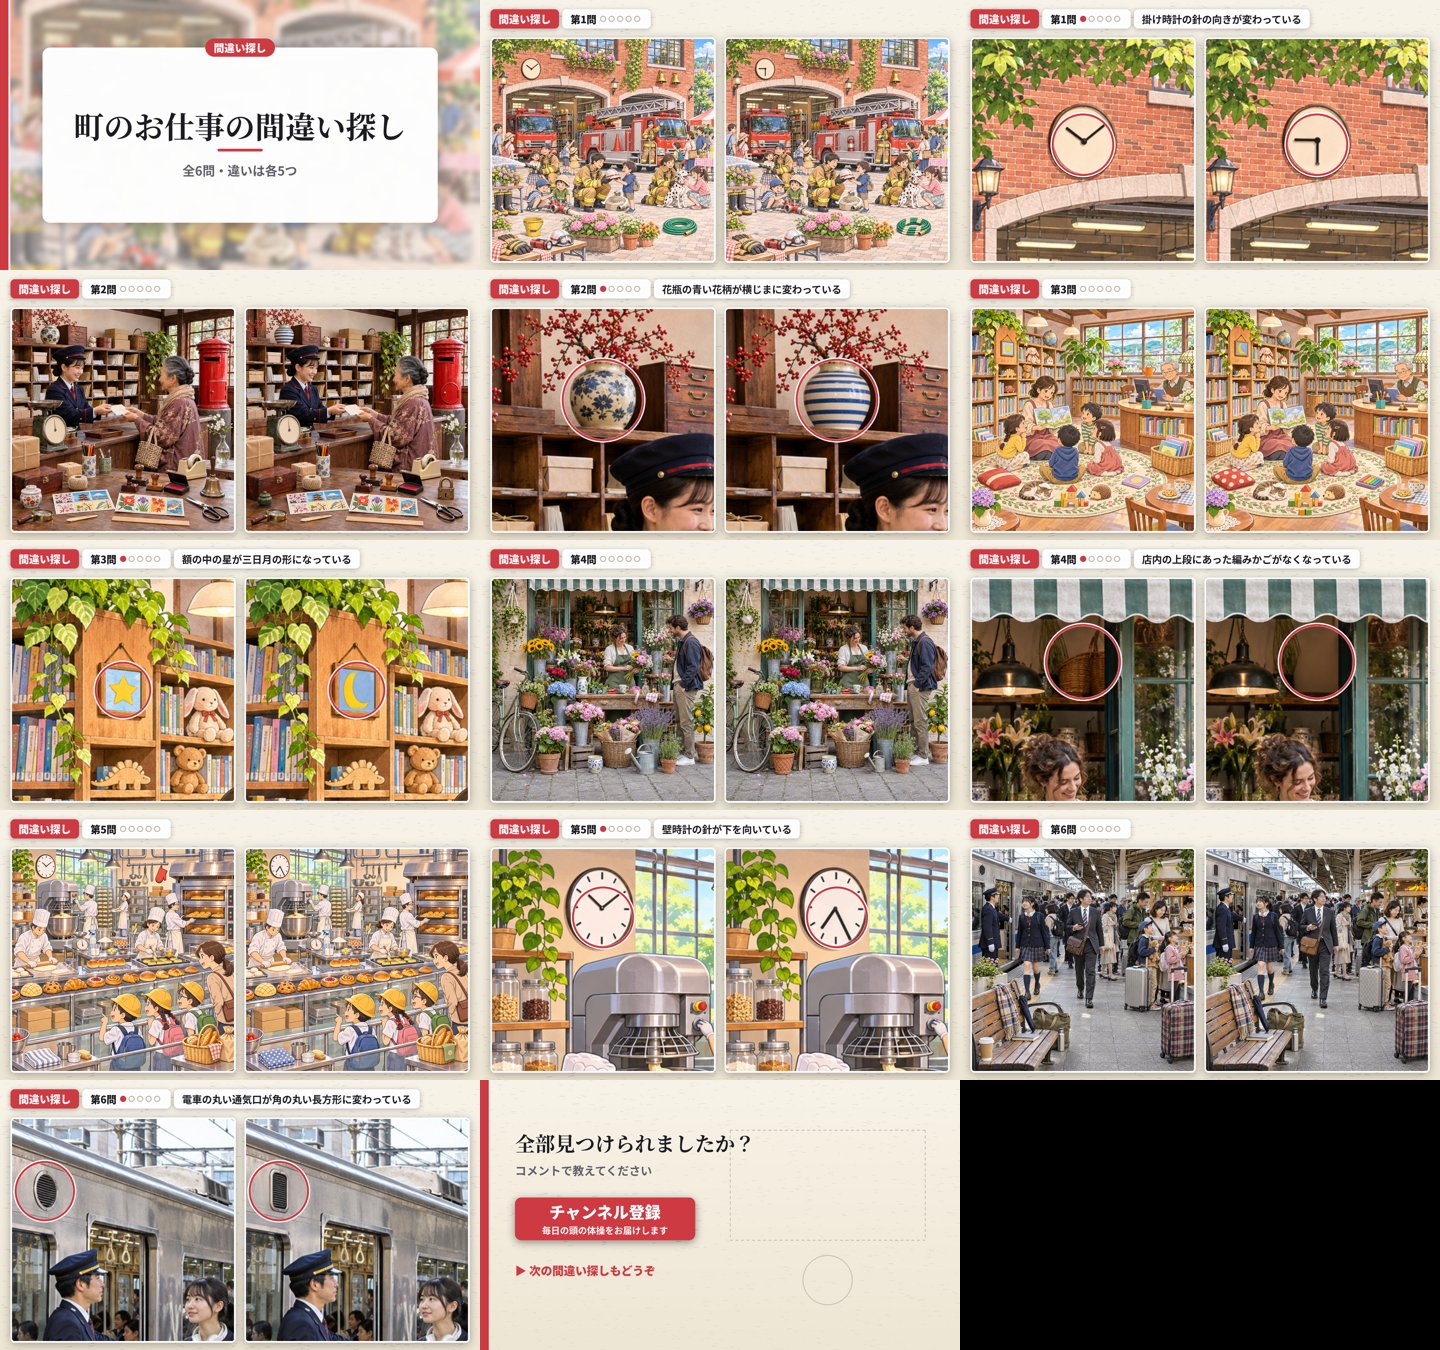 間違い探し
町のお仕事の間違い探し
全6問・違いは各5つ
間違い探し 第1問
間違い探し 第1問 掛け時計の針の向きが変わっている
間違い探し 第2問
間違い探し 第2問 花瓶の青い花柄が横じまに変わっている
間違い探し 第3問
間違い探し 第3問 額の中の星が三日月の形になっている
間違い探し 第4問
間違い探し 第4問 店内の上段にあった編みかごがなくなっている
間違い探し 第5問
間違い探し 第5問 壁時計の針が下を向いている
間違い探し 第6問
間違い探し 第6問 電車の丸い通気口が角の丸い長方形に変わっている
全部見つけられましたか？
コメントで教えてください
チャンネル登録
毎日の頭の体操をお届けします
▶ 次の間違い探しもどうぞ